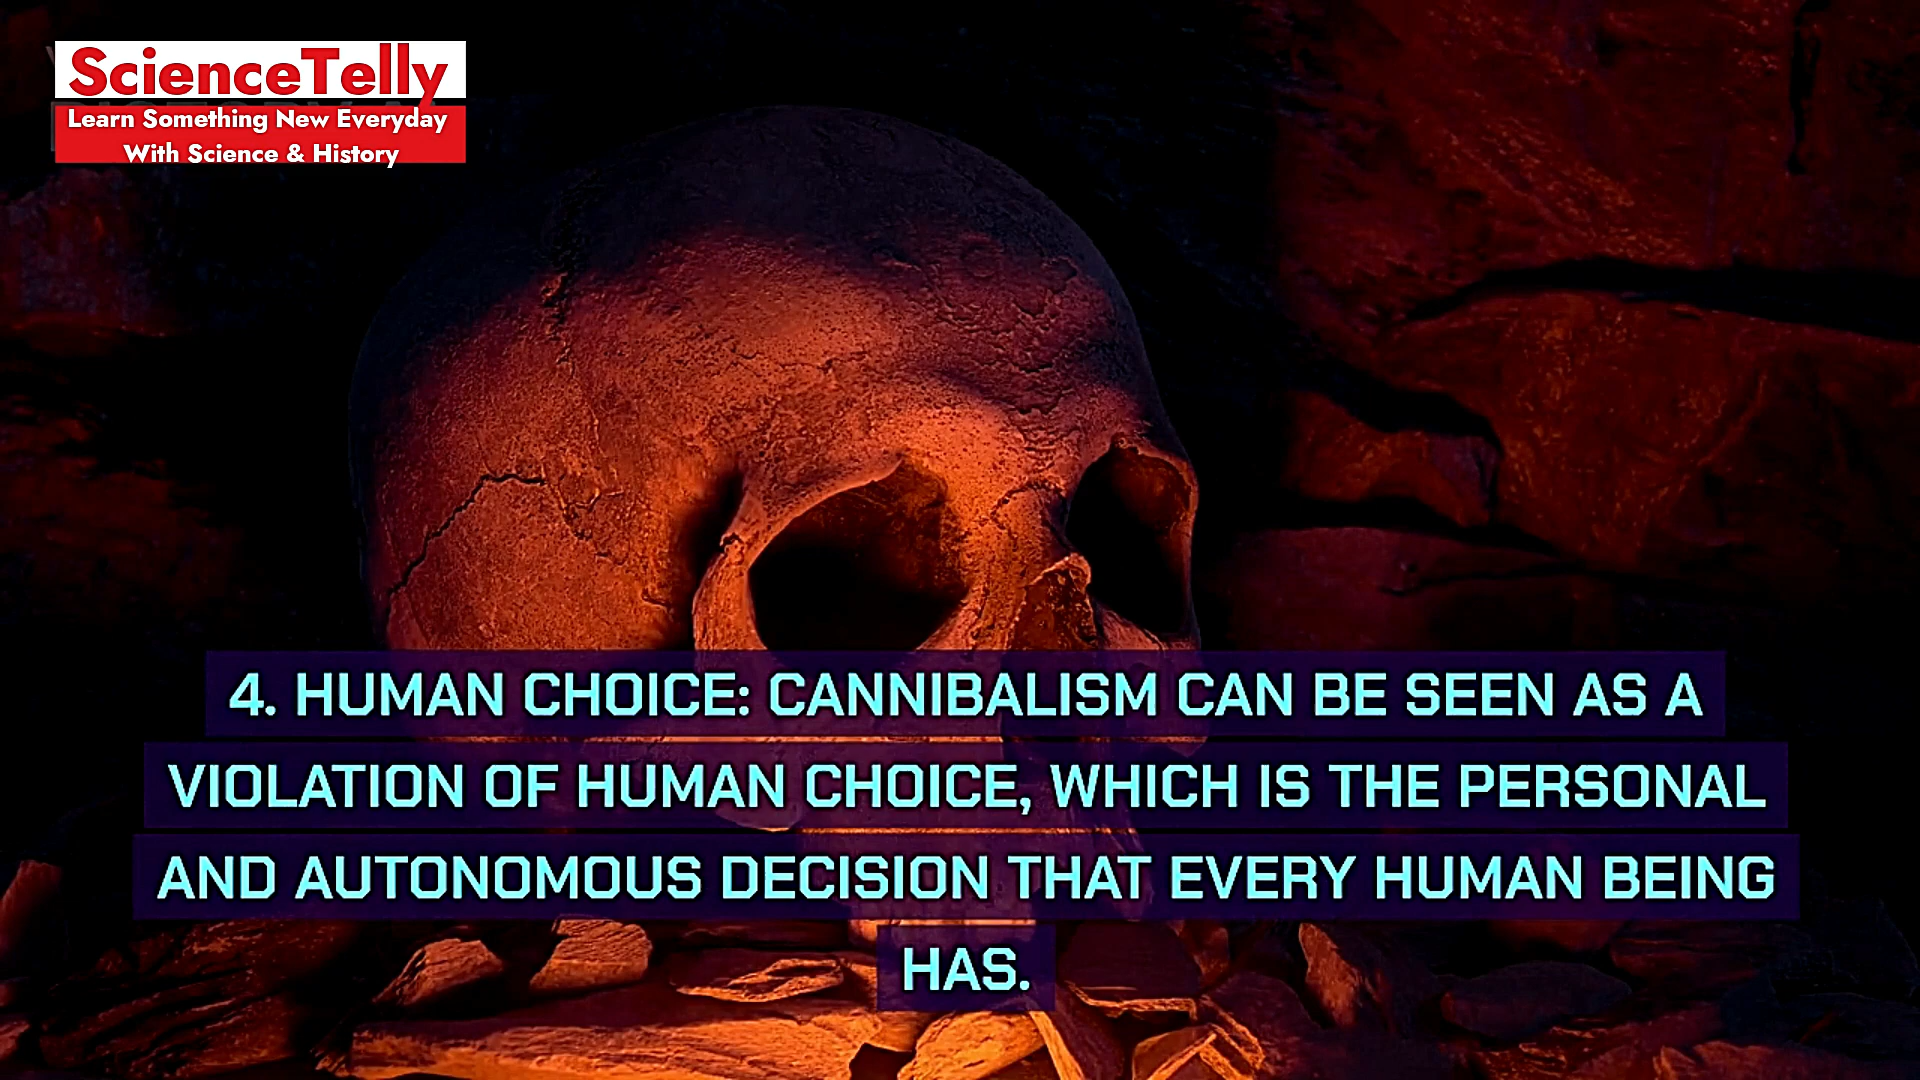 ScienceTelly
Learn Something New Everyday
With Science & History
4. HUMAN CHOICE: CANNIBALISM CAN BE SEEN AS A
VIOLATION OF HUMAN CHOICE, WHICH IS THE PERSONAL
AND AUTONOMOUS DECISION THAT EVERY HUMAN BEING
HAS.